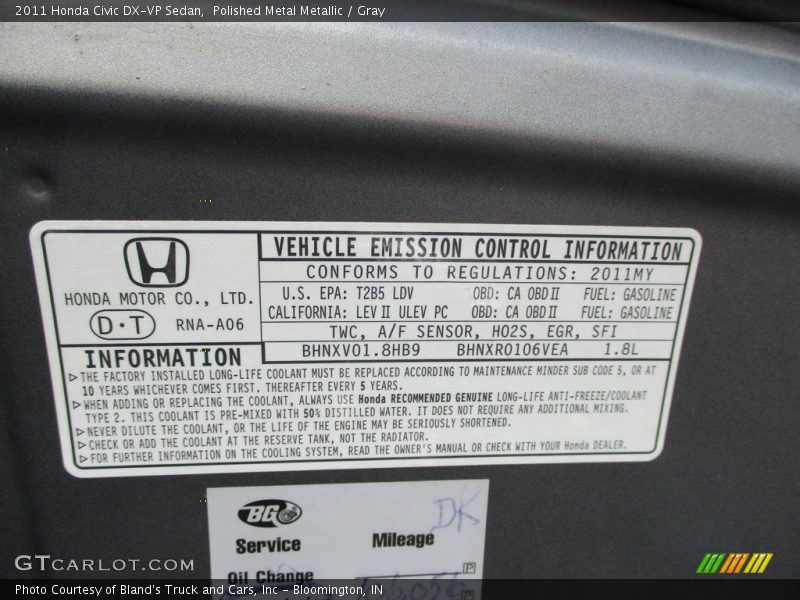 2011 Honda Civic DX-VP Sedan, Polished Metal Metallic / Gray
HONDA MOTOR CO., LTD.
D·T RNA-A06
VEHICLE EMISSION CONTROL INFORMATION
CONFORMS TO REGULATIONS: 2011MY
U.S. EPA: T2B5 LDV OBD: CA OBDⅡ FUEL: GASOLINE
CALIFORNIA: LEVⅡ ULEV PC OBD: CA OBDⅡ FUEL: GASOLINE
TWC, A/F SENSOR, HO2S, EGR, SFI
BHNXV01.8HB9 BHNXR0106VEA 1.8L
INFORMATION
▷THE FACTORY INSTALLED LONG-LIFE COOLANT MUST BE REPLACED ACCORDING TO MAINTENANCE MINDER SUB CODE 5, OR AT
10 YEARS WHICHEVER COMES FIRST. THEREAFTER EVERY 5 YEARS.
▷WHEN ADDING OR REPLACING THE COOLANT, ALWAYS USE Honda RECOMMENDED GENUINE LONG-LIFE ANTI-FREEZE/COOLANT
TYPE 2. THIS COOLANT IS PRE-MIXED WITH 50% DISTILLED WATER. IT DOES NOT REQUIRE ANY ADDITIONAL MIXING.
▷NEVER DILUTE THE COOLANT, OR THE LIFE OF THE ENGINE MAY BE SERIOUSLY SHORTENED.
▷CHECK OR ADD THE COOLANT AT THE RESERVE TANK, NOT THE RADIATOR.
▷FOR FURTHER INFORMATION ON THE COOLING SYSTEM, READ THE OWNER'S MANUAL OR CHECK WITH YOUR Honda DEALER.
BG DK
Service Mileage
Oil Change P
GTCARLOT.COM
Photo Courtesy of Bland's Truck and Cars, Inc - Bloomington, IN